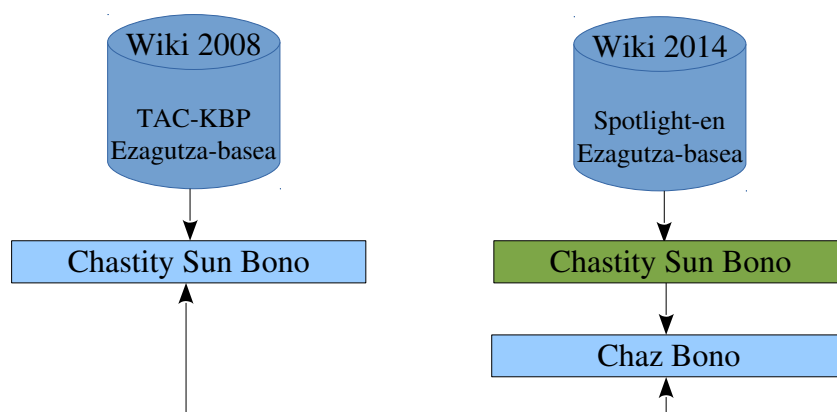 Wiki 2008
TAC-KBP
Ezagutza-basea
Chastity Sun Bono
Wiki 2014
Spotlight-en
Ezagutza-basea
Chastity Sun Bono
Chaz Bono